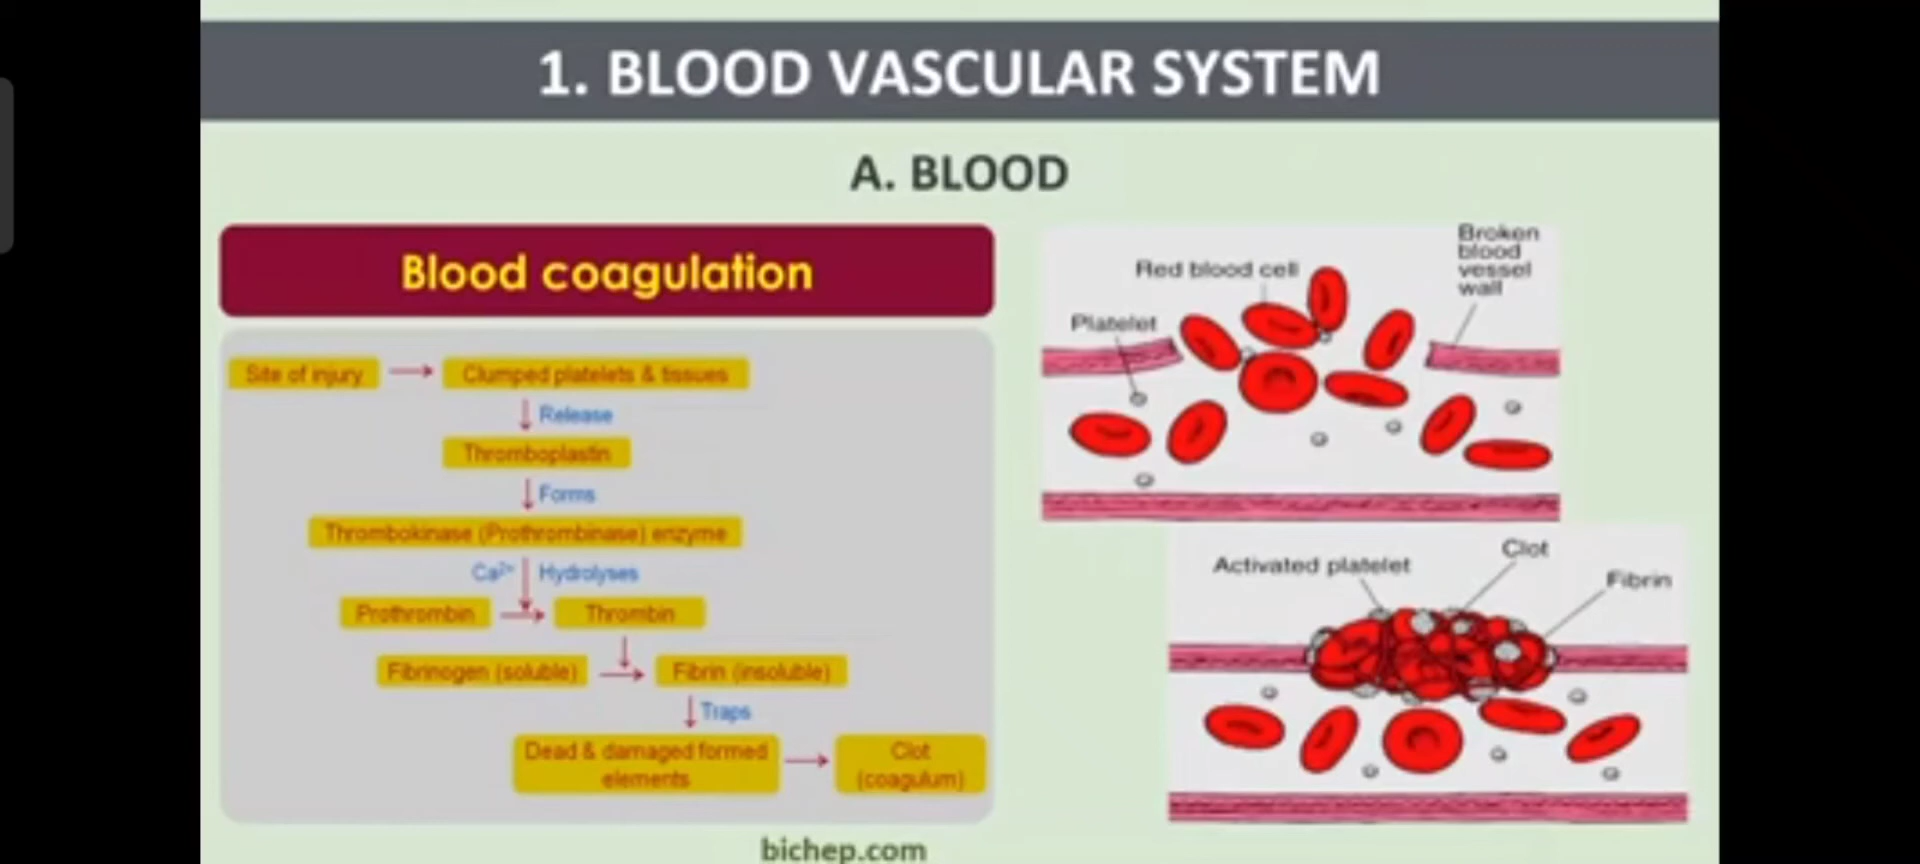 1. BLOOD VASCULAR SYSTEM
A. BLOOD
Blood coagulation
Site of injury
Clumped platelets & tissues
Release
Thromboplastin
Forms
Thrombokinase (Prothrombinase) enzyme
Ca2+
Hydrolyses
Prothrombin
Thrombin
Fibrinogen (soluble)
Fibrin (insoluble)
Traps
Dead & damaged formed
elements
Clot
(coagulum)
Broken
blood
vessel
wall
Red blood cell
Platelet
Clot
Activated platelet
Fibrin
bichep.com